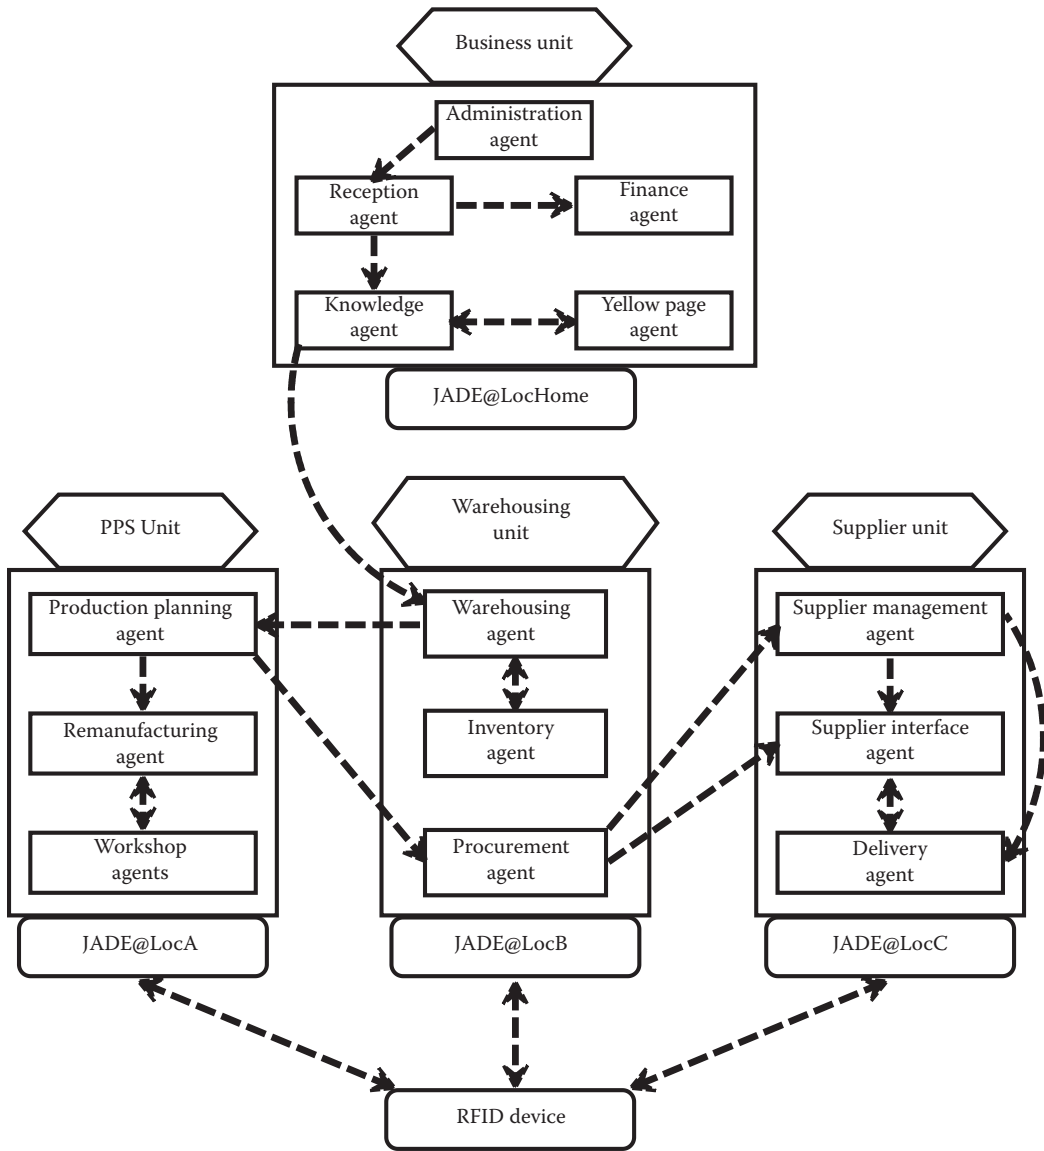 Business unit
Administration
agent
Reception
agent
Finance
agent
Knowledge
agent
Yellow page
agent
JADE@LocHome
PPS Unit
Production planning
agent
Remanufacturing
agent
Workshop
agents
JADE@LocA
Warehousing
unit
Warehousing
agent
Inventory
agent
Procurement
agent
JADE@LocB
Supplier unit
Supplier management
agent
Supplier interface
agent
Delivery
agent
JADE@LocC
RFID device